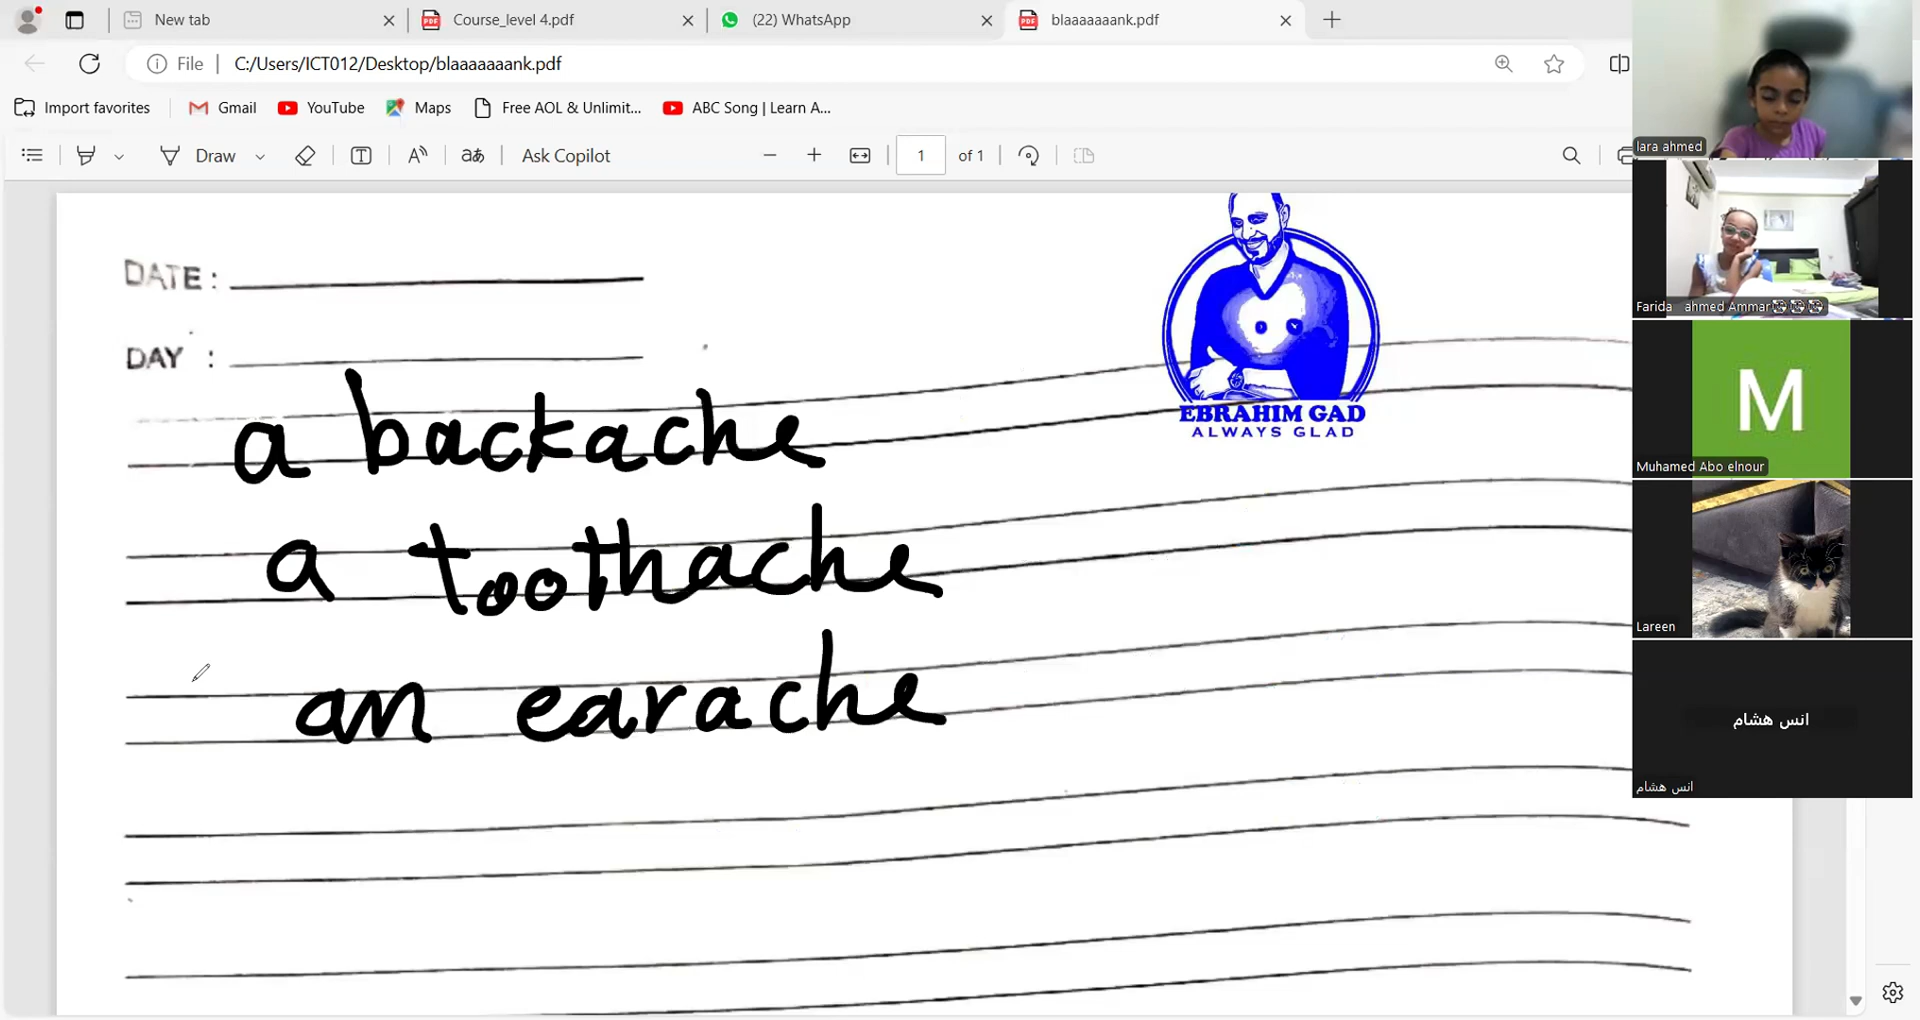 New tab
Course_level 4.pdf
(22) WhatsApp
blaaaaaaank.pdf
File
C:/Users/ICT012/Desktop/blaaaaaaank.pdf
Import favorites
Gmail
YouTube
Maps
Free AOL & Unlimit...
ABC Song | Learn A...
Draw
Ask Copilot
1
of 1
lara ahmed
DATE :
DAY :
EBRAHIM GAD
ALWAYS GLAD
Farida ahmed Ammar
a backache
M
Muhamed Abo elnour
a toothache
Lareen
an earache
انس هشام
انس هشام